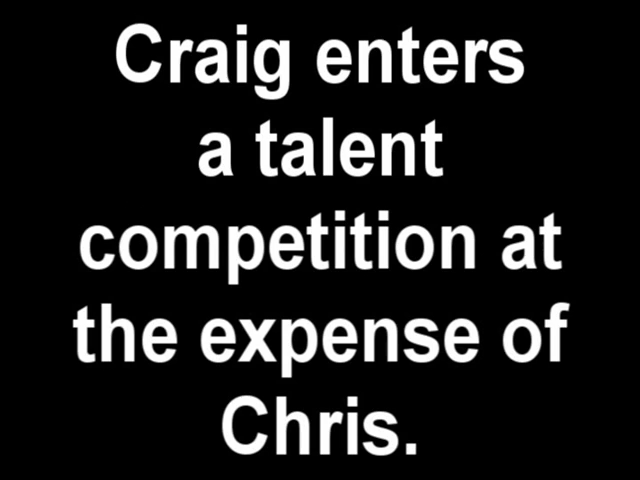 Craig enters
a talent
competition at
the expense of
Chris.